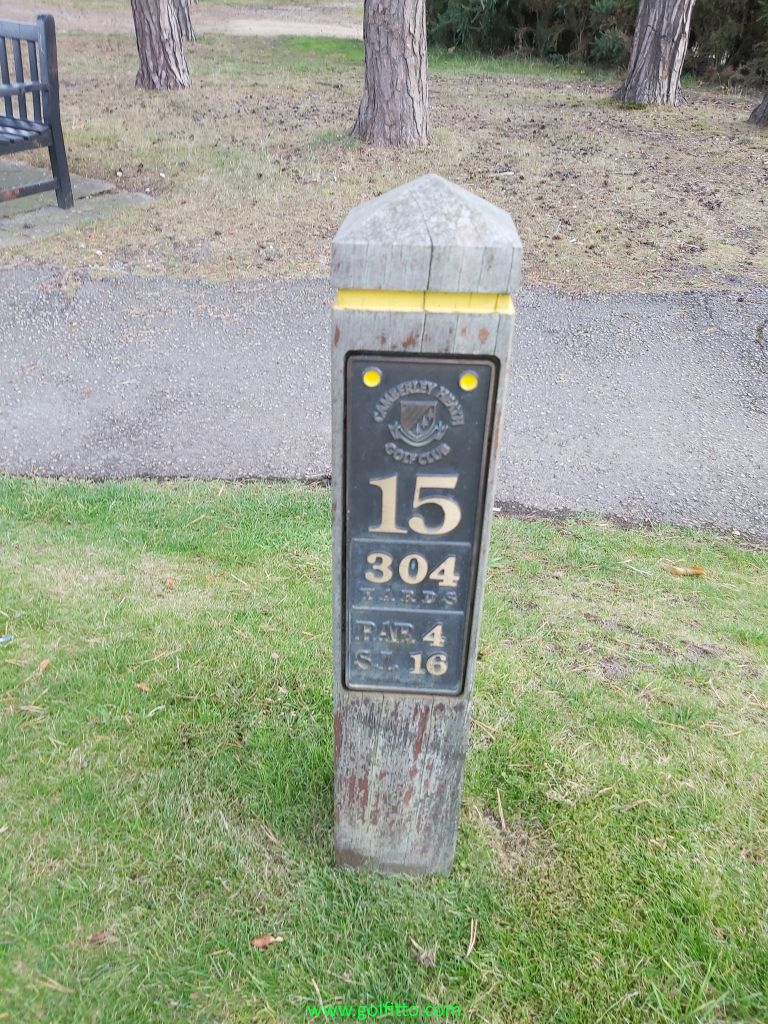 CAMBERLEY HEATH
GOLF CLUB
15
304
YARDS
PAR 4
S.I. 16
www.golfitto.com